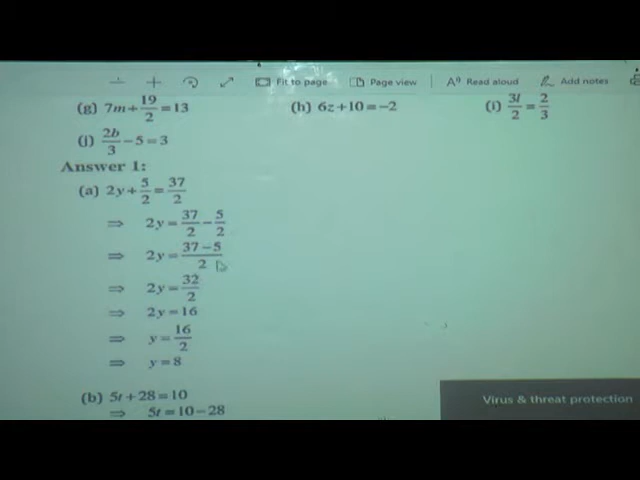 Fit to page Page view Read aloud Add notes
(g) 7m + 19/2 = 13 (h) 6z + 10 = −2 (i) 3l/2 = 2/3
(j) 2b/3 − 5 = 3
Answer 1:
(a) 2y + 5/2 = 37/2
⇒ 2y = 37/2 − 5/2
⇒ 2y = 37 − 5/2
⇒ 2y = 32/2
⇒ 2y = 16
⇒ y = 16/2
⇒ y = 8
(b) 5t + 28 = 10
⇒ 5t = 10 − 28
Virus & threat protection